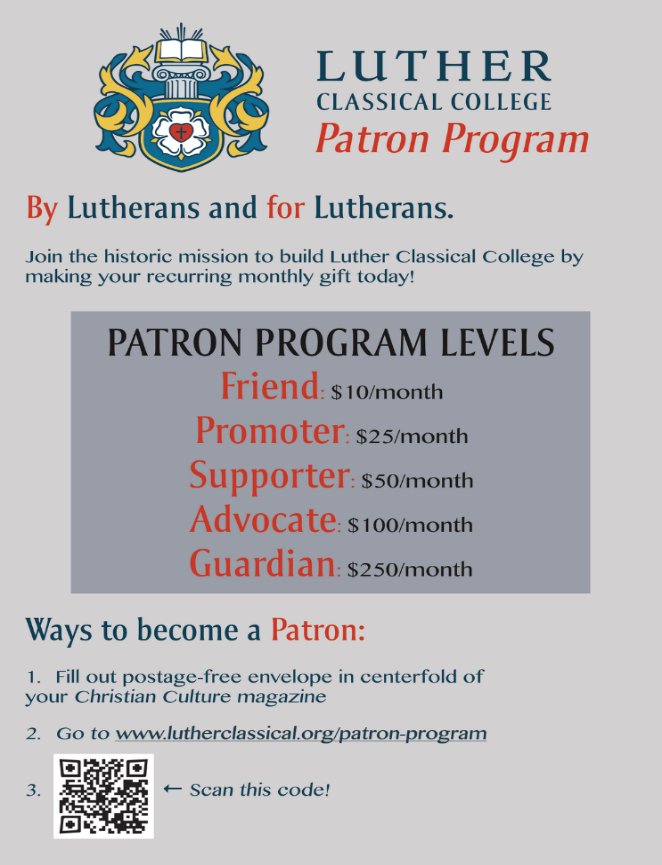 LUTHER
CLASSICAL COLLEGE
Patron Program
By Lutherans and for Lutherans.
Join the historic mission to build Luther Classical College by
making your recurring monthly gift today!
PATRON PROGRAM LEVELS
Friend: $10/month
Promoter: $25/month
Supporter: $50/month
Advocate: $100/month
Guardian: $250/month
Ways to become a Patron:
1. Fill out postage-free envelope in centerfold of
your Christian Culture magazine
2. Go to www.lutherclassical.org/patron-program
3. ← Scan this code!